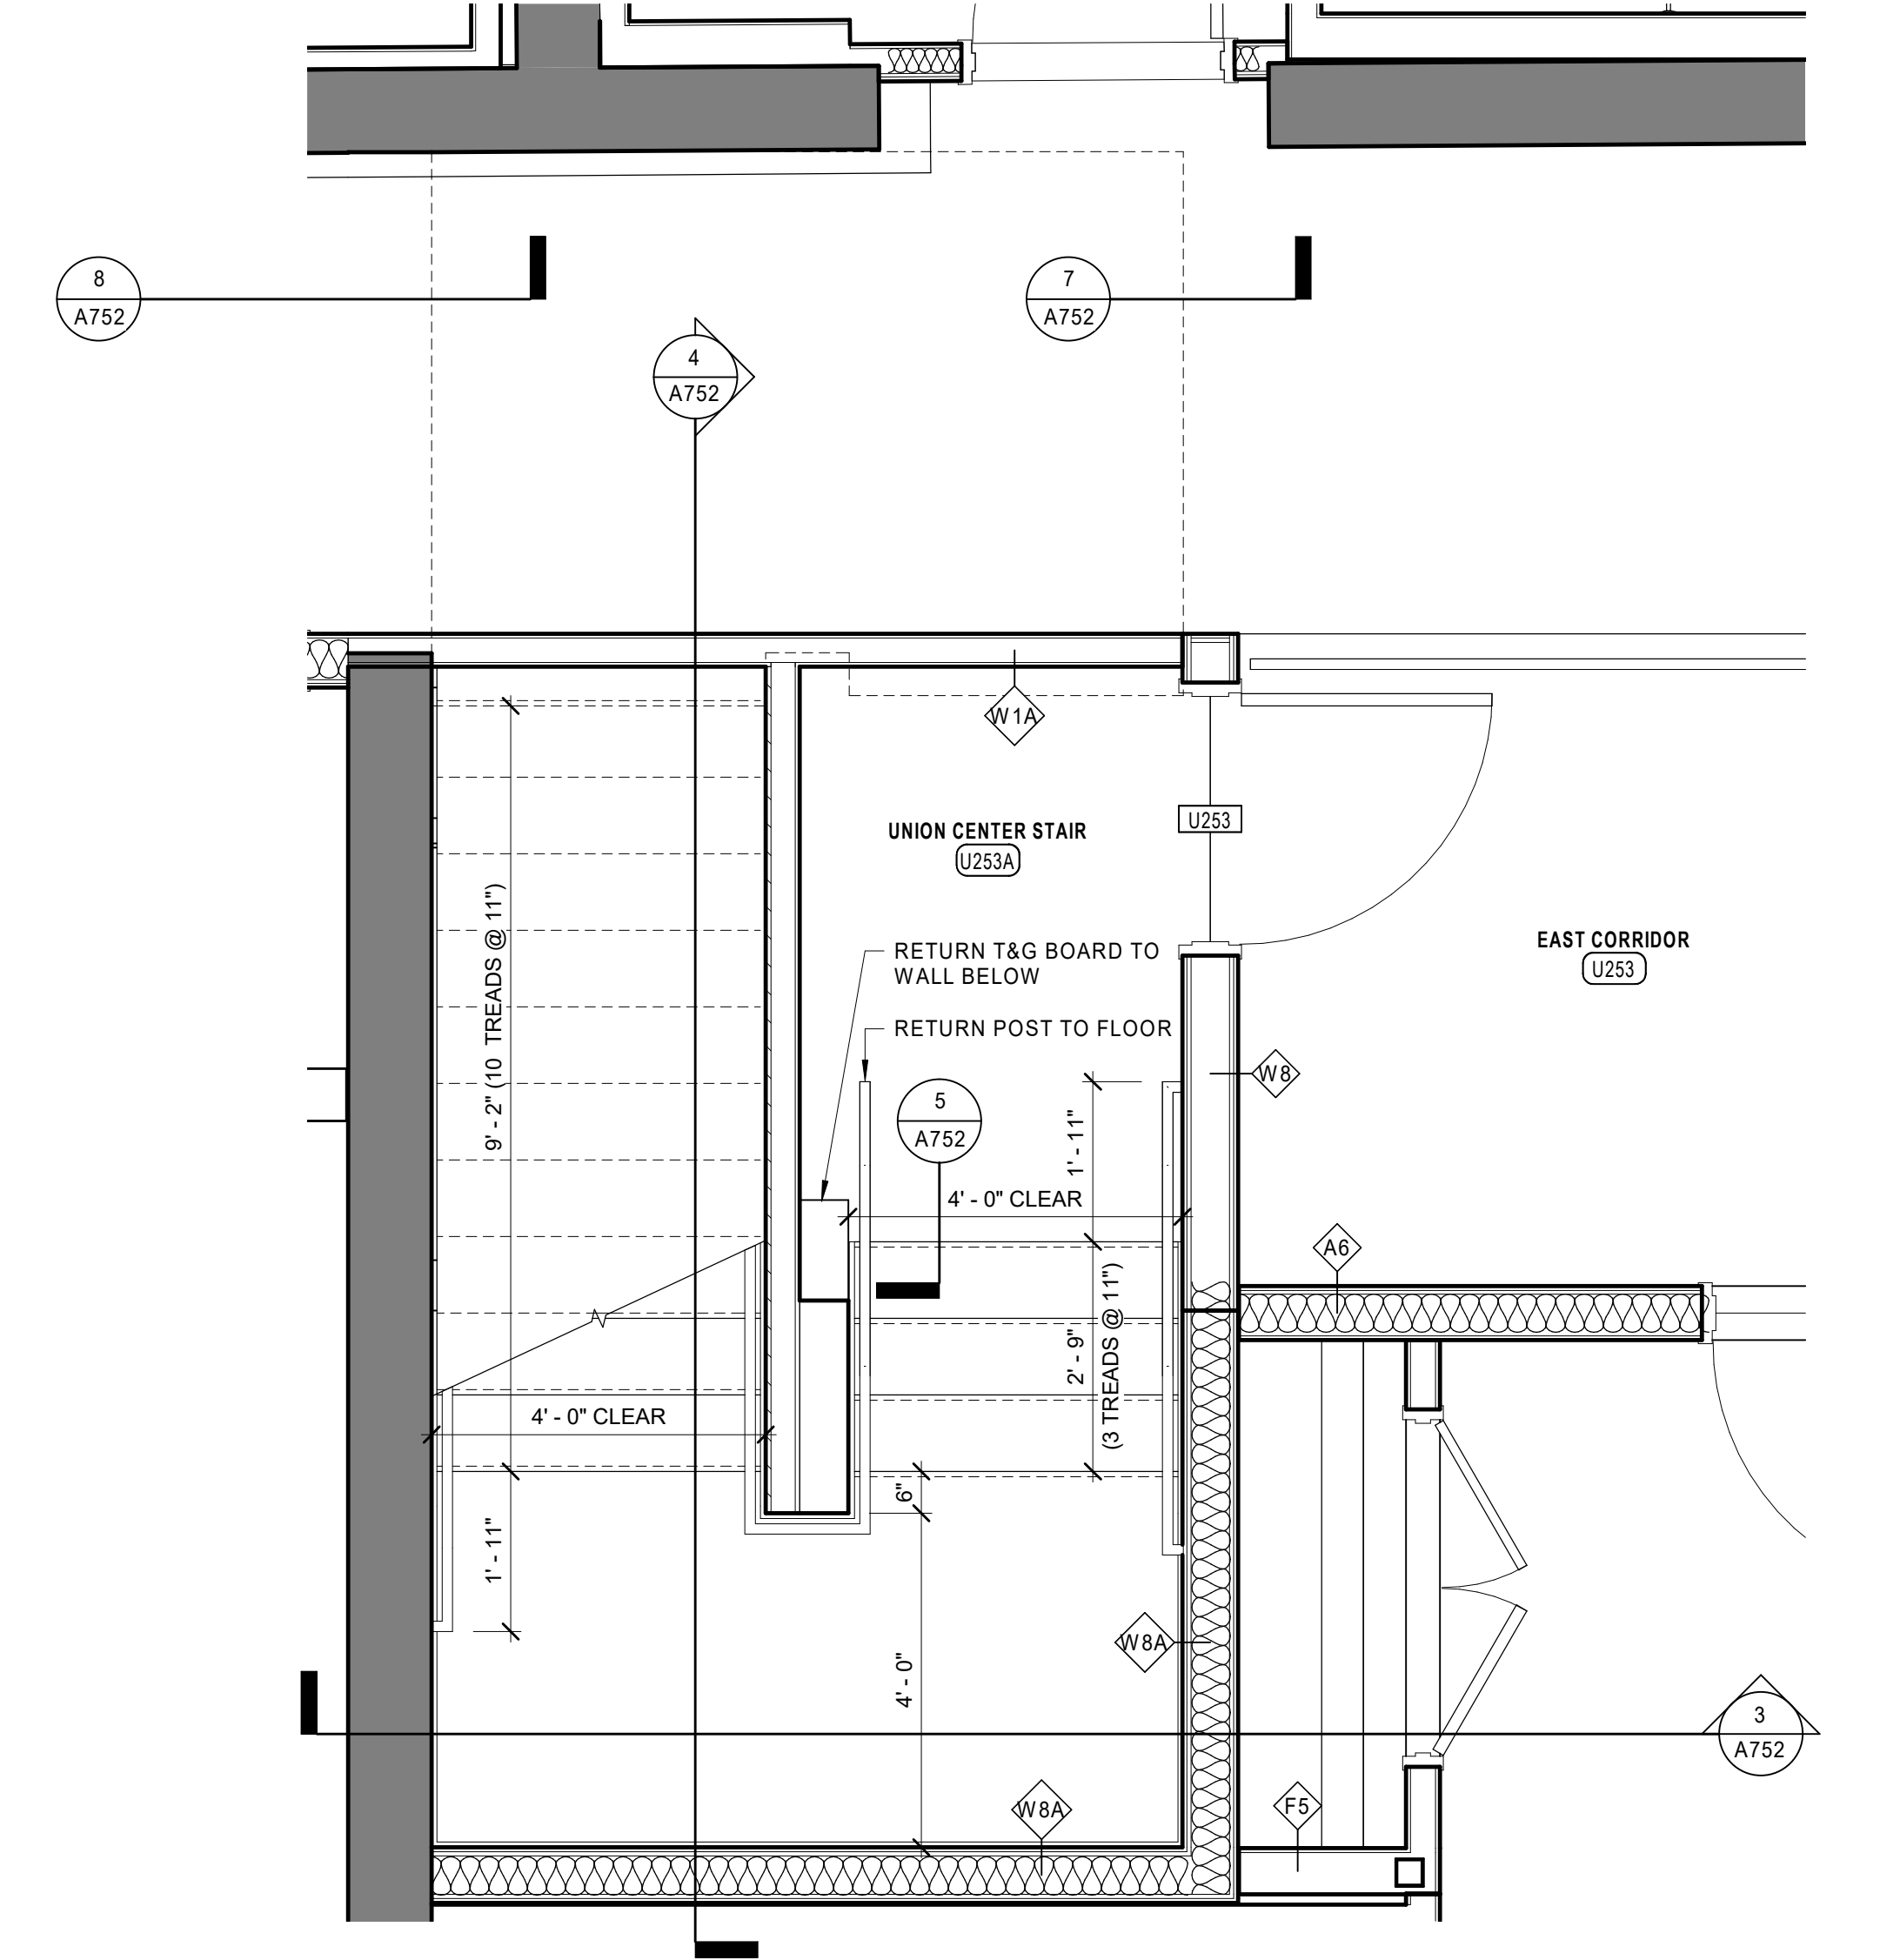 8
A752
7
A752
4
A752
W1A
UNION CENTER STAIR
U253A
U253
EAST CORRIDOR
U253
9' - 2" (10 TREADS @ 11")
RETURN T&G BOARD TO
WALL BELOW
RETURN POST TO FLOOR
W8
5
A752
1' - 11"
4' - 0" CLEAR
A6
2' - 9"
(3 TREADS @ 11")
4' - 0" CLEAR
6"
1' - 11"
W8A
4' - 0"
3
A752
W8A
F5